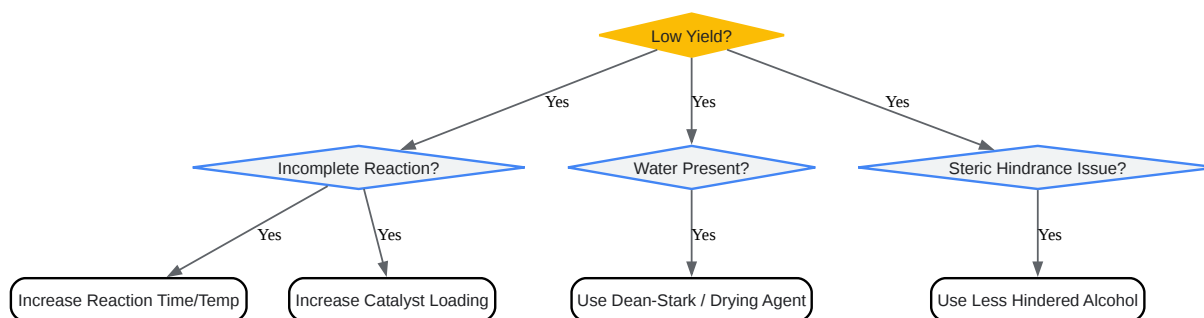 Low Yield?
Yes
Yes
Yes
Incomplete Reaction?
Water Present?
Steric Hindrance Issue?
Yes
Yes
Yes
Yes
Increase Reaction Time/Temp
Increase Catalyst Loading
Use Dean-Stark / Drying Agent
Use Less Hindered Alcohol